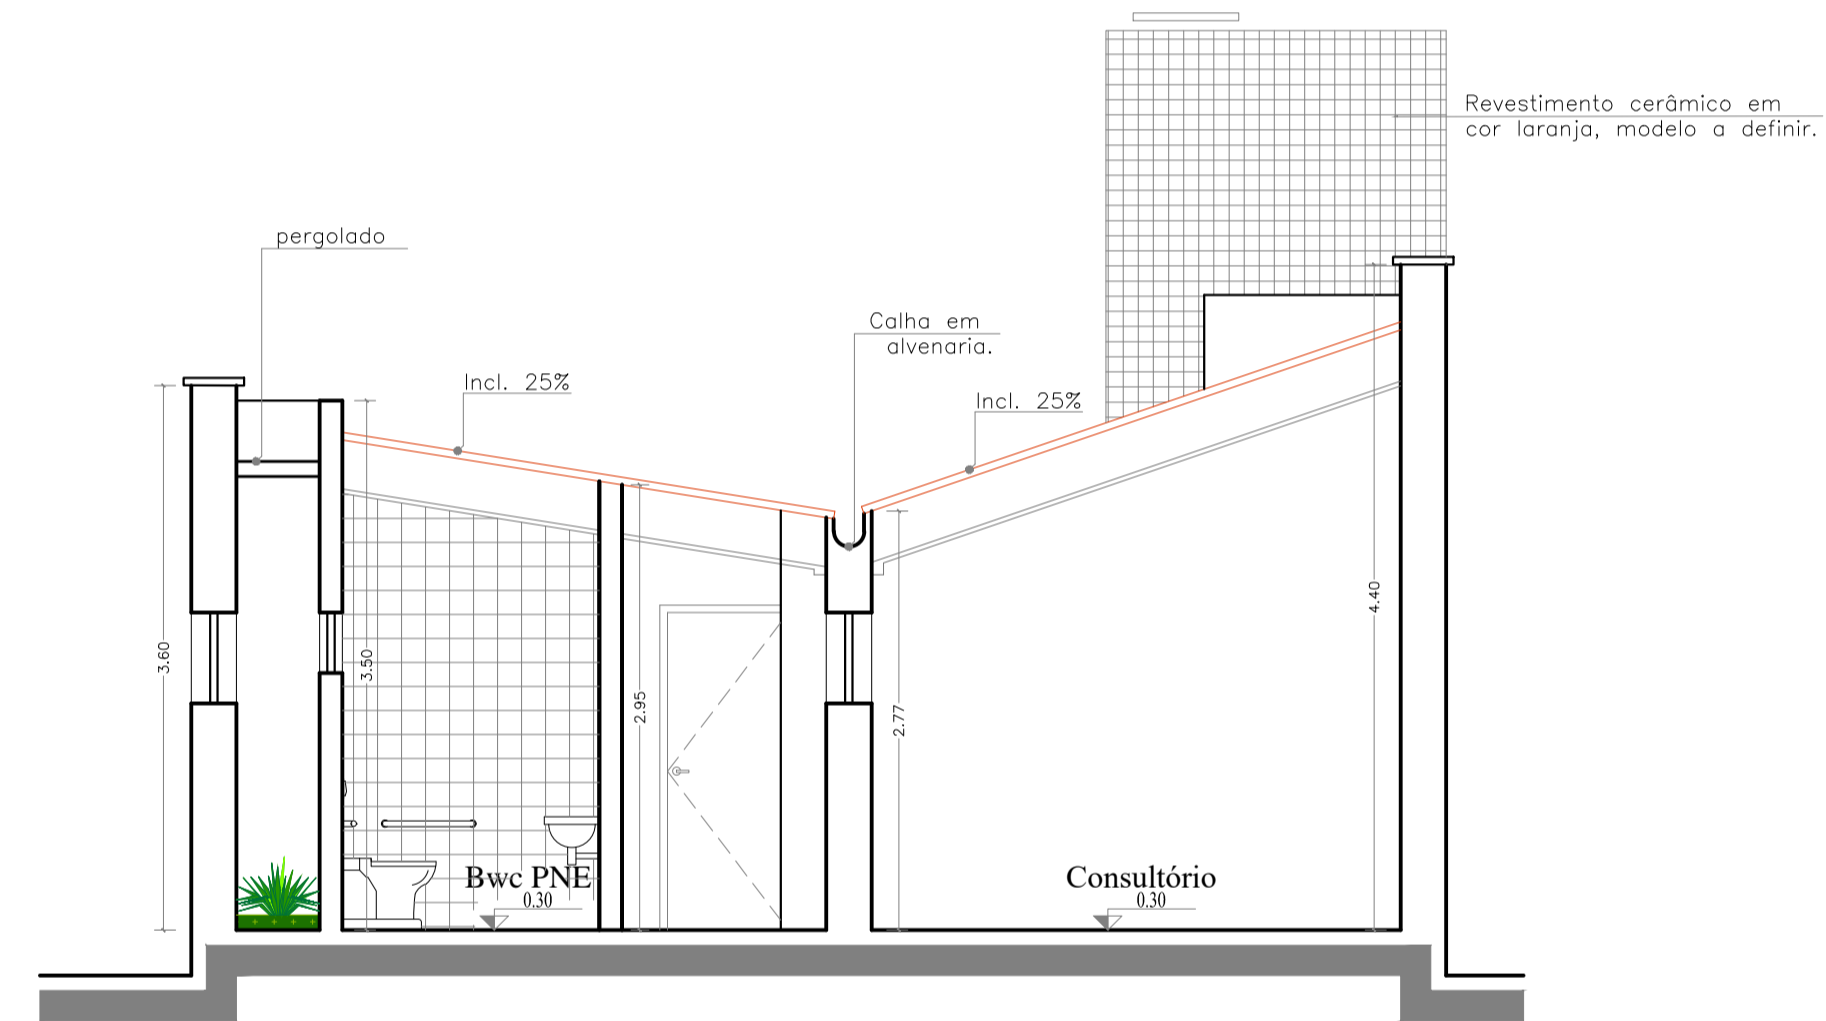 Revestimento cerâmico em
cor laranja, modelo a definir.
pergolado
Calha em
alvenaria.
Incl. 25%
Incl. 25%
3.60
3.50
2.95
2.77
4.40
Bwc PNE
0.30
Consultório
0.30